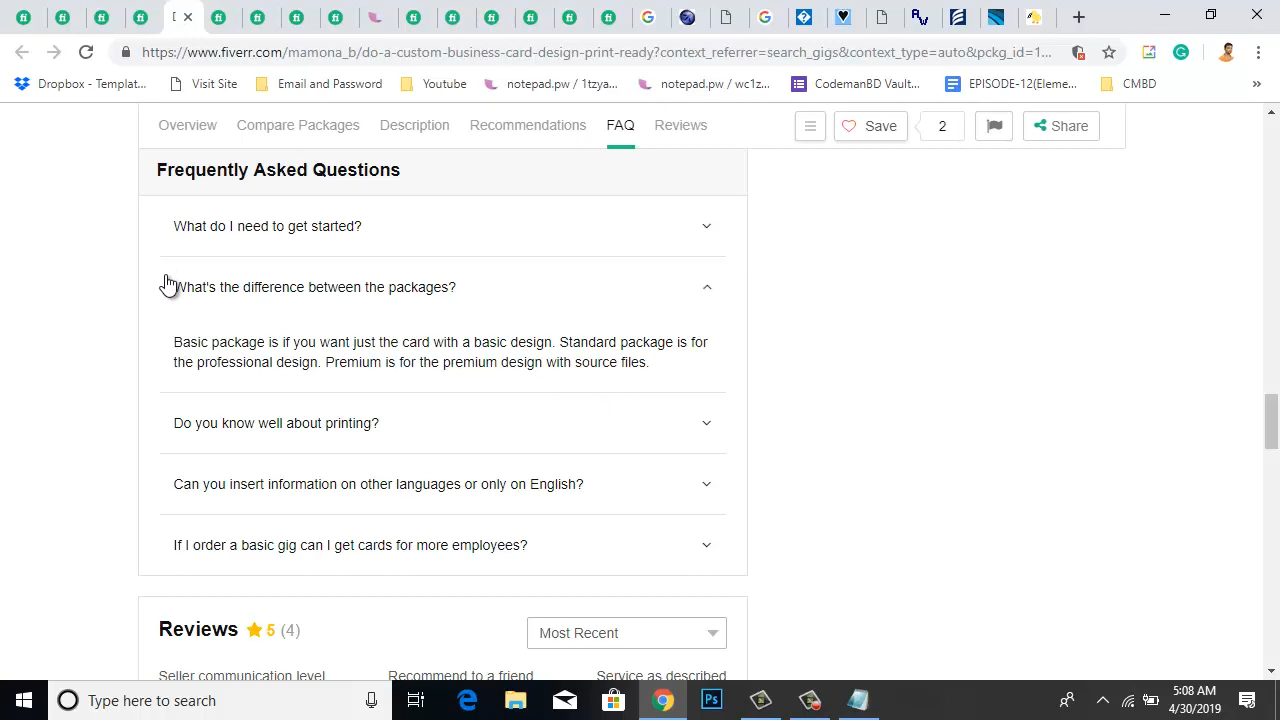 https://www.fiverr.com/mamona_b/do-a-custom-business-card-design-print-ready?context_referrer=search_gigs&context_type=auto&pckg_id=1...
Dropbox - Templat...
Visit Site
Email and Password
Youtube
notepad.pw / 1tzya...
notepad.pw / wc1z...
CodemanBD Vault...
EPISODE-12(Eleme...
CMBD
»
Overview
Compare Packages
Description
Recommendations
FAQ
Reviews
Save
2
Share
Frequently Asked Questions
What do I need to get started?
What's the difference between the packages?
Basic package is if you want just the card with a basic design. Standard package is for
the professional design. Premium is for the premium design with source files.
Do you know well about printing?
Can you insert information on other languages or only on English?
If I order a basic gig can I get cards for more employees?
Reviews 5 (4)
Most Recent
Seller communication level
Recommend to a friend
Service as described
Type here to search
5:08 AM
4/30/2019